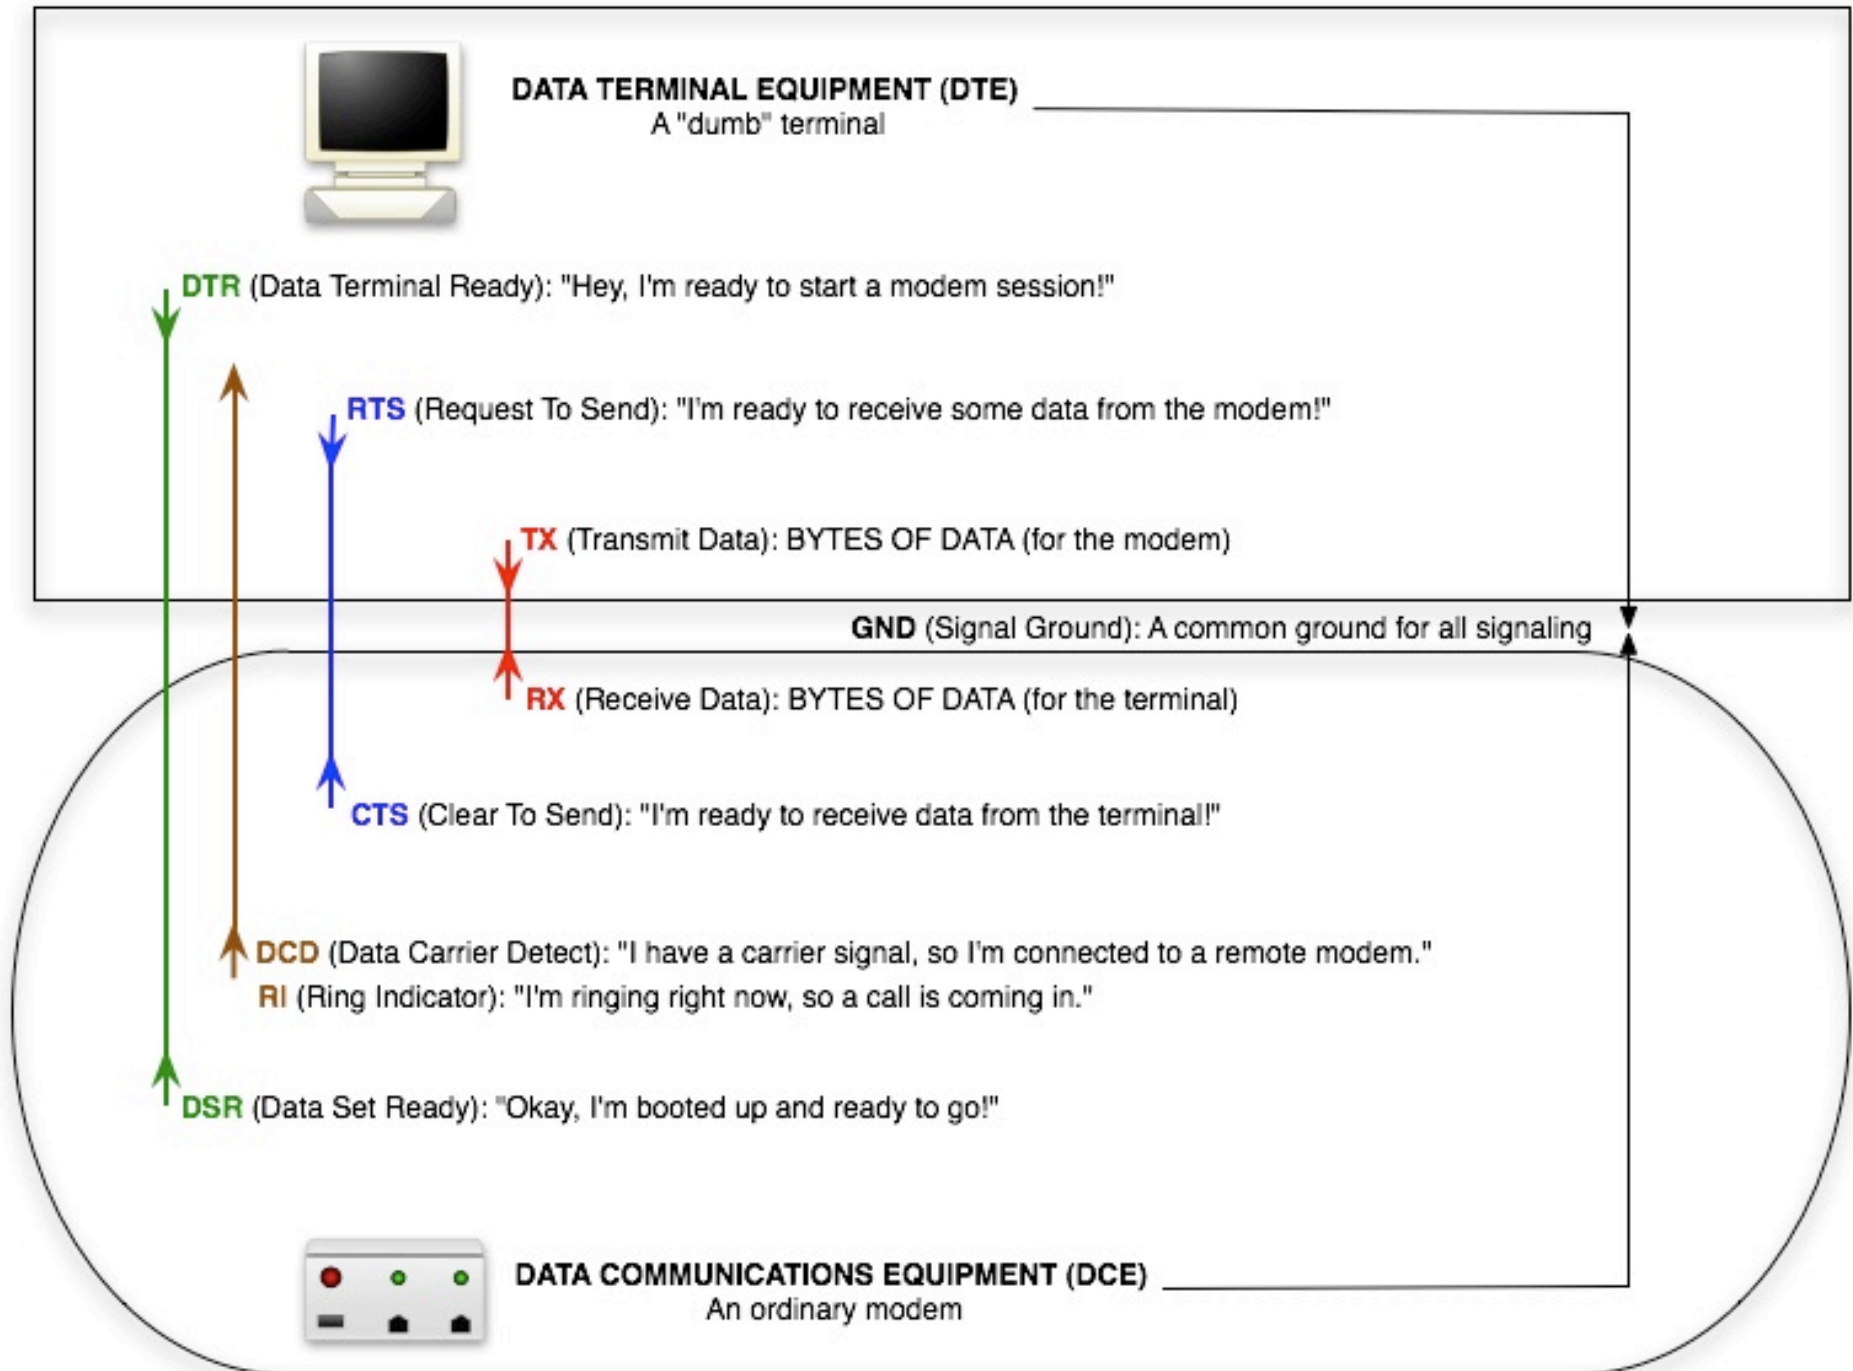 DATA TERMINAL EQUIPMENT (DTE)
A "dumb" terminal
DTR (Data Terminal Ready): "Hey, I'm ready to start a modem session!"
RTS (Request To Send): "I'm ready to receive some data from the modem!"
TX (Transmit Data): BYTES OF DATA (for the modem)
GND (Signal Ground): A common ground for all signaling
RX (Receive Data): BYTES OF DATA (for the terminal)
CTS (Clear To Send): "I'm ready to receive data from the terminal!"
DCD (Data Carrier Detect): "I have a carrier signal, so I'm connected to a remote modem."
RI (Ring Indicator): "I'm ringing right now, so a call is coming in."
DSR (Data Set Ready): "Okay, I'm booted up and ready to go!"
DATA COMMUNICATIONS EQUIPMENT (DCE)
An ordinary modem